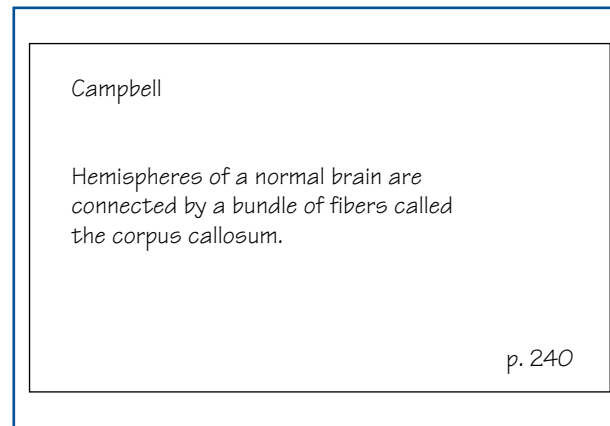 Campbell
Hemispheres of a normal brain are
connected by a bundle of fibers called
the corpus callosum.
p. 240